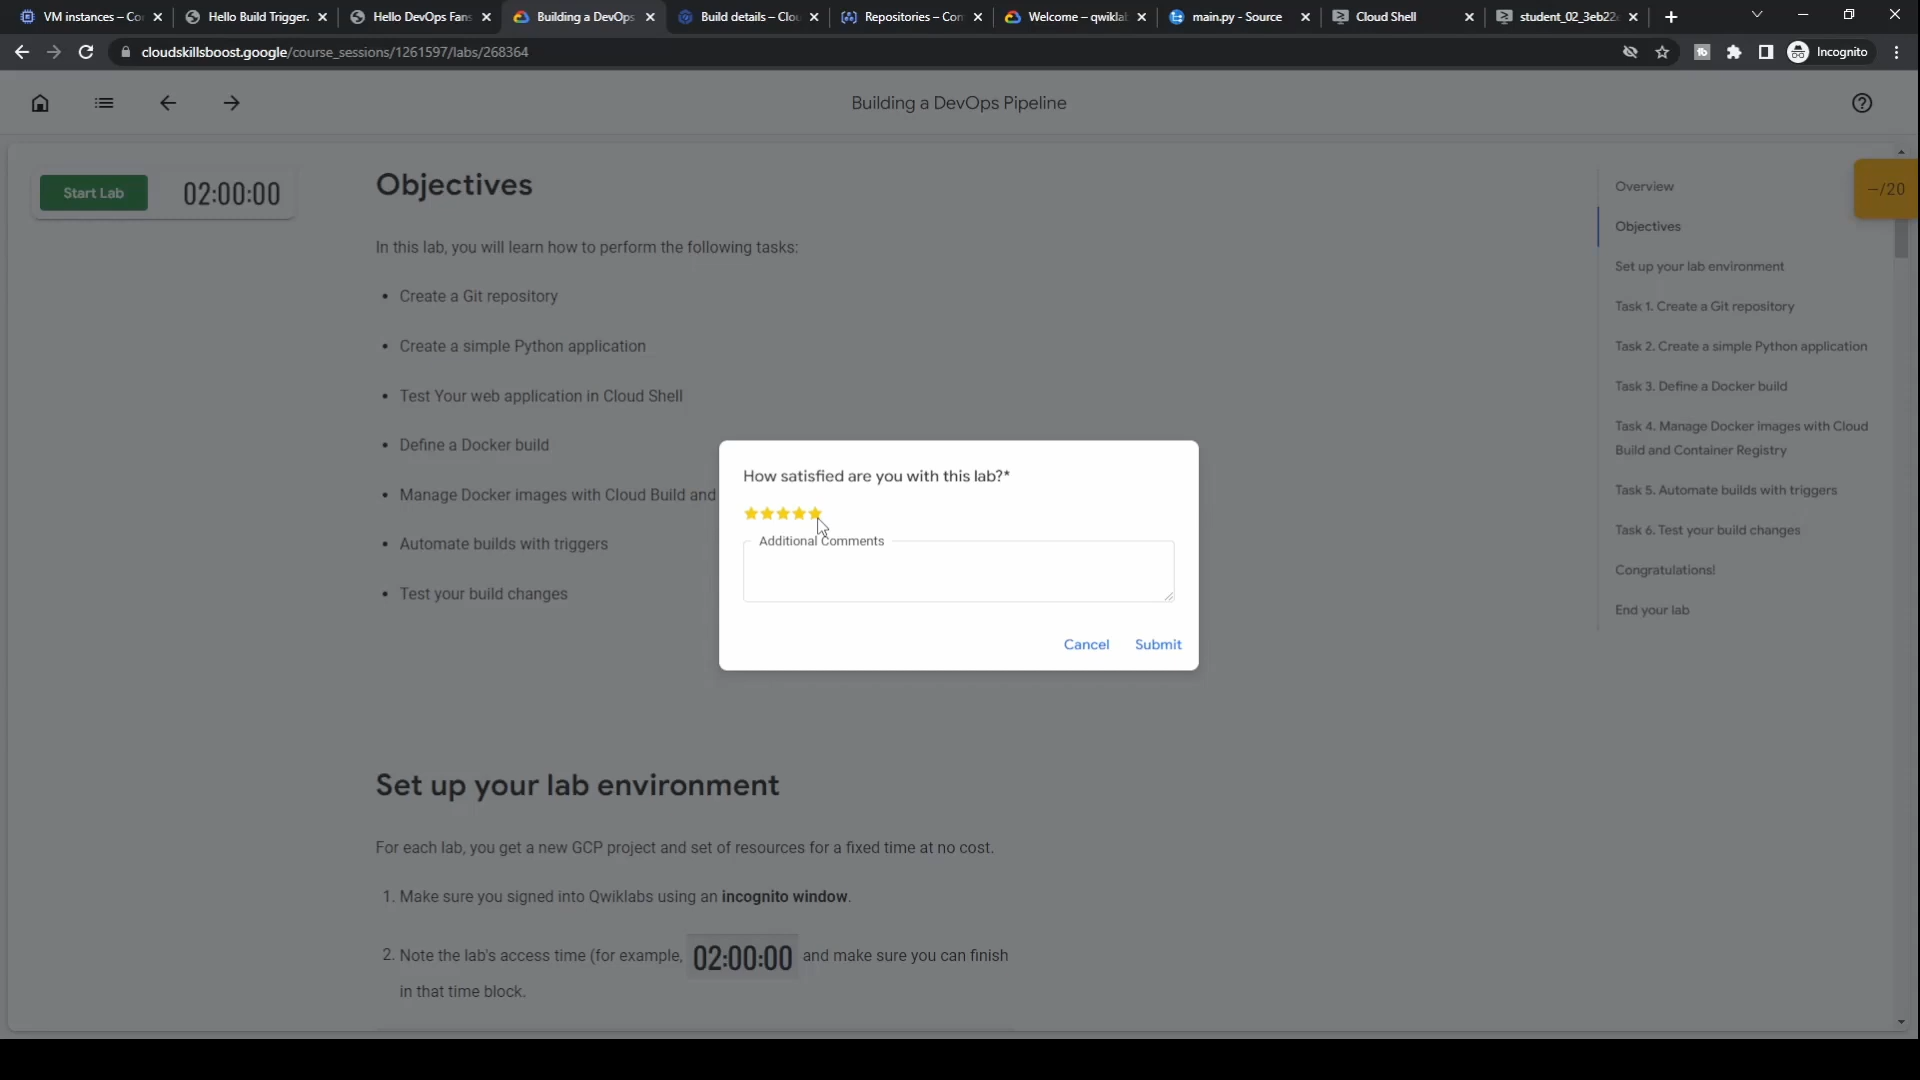 VM instances – Co
Hello Build Trigger.
Hello DevOps Fans
Building a DevOps
Build details – Clou
Repositories – Con
Welcome – qwiklab
main.py - Source
Cloud Shell
student_02_3eb22
cloudskillsboost.google/course_sessions/1261597/labs/268364
Incognito
Building a DevOps Pipeline
Start Lab
02:00:00
Objectives
In this lab, you will learn how to perform the following tasks:
• Create a Git repository
• Create a simple Python application
• Test Your web application in Cloud Shell
• Define a Docker build
• Manage Docker images with Cloud Build and
• Automate builds with triggers
• Test your build changes
Set up your lab environment
For each lab, you get a new GCP project and set of resources for a fixed time at no cost.
1. Make sure you signed into Qwiklabs using an incognito window.
2. Note the lab's access time (for example, 02:00:00 and make sure you can finish
in that time block.
How satisfied are you with this lab?*
Additional Comments
Cancel
Submit
Overview
Objectives
Set up your lab environment
Task 1. Create a Git repository
Task 2. Create a simple Python application
Task 3. Define a Docker build
Task 4. Manage Docker images with Cloud
Build and Container Registry
Task 5. Automate builds with triggers
Task 6. Test your build changes
Congratulations!
End your lab
–/20